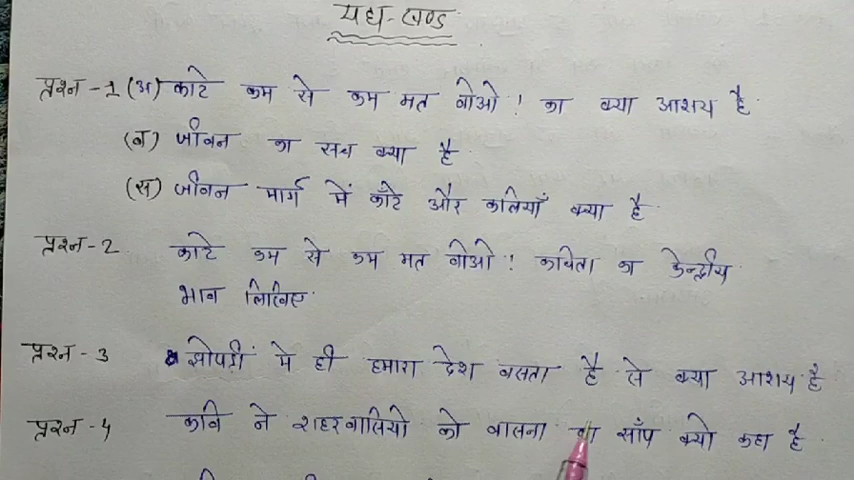 पद्य-खण्ड
प्रश्न-1 (अ) काटे कम से कम मत बोओ ! का क्या आशय है
(ब) जीवन का सच क्या है
(स) जीवन मार्ग में काँटे और कलियाँ क्या है
प्रश्न-2 काटे कम से कम मत बोओ ! कविता का केन्द्रीय
भाव लिखिए
प्रश्न-3 झोपड़ीं मे ही हमारा देश बसता है से क्या आशय है
प्रश्न-4 कवि ने शहरवासियो को वासना का साँप क्यो कहा है